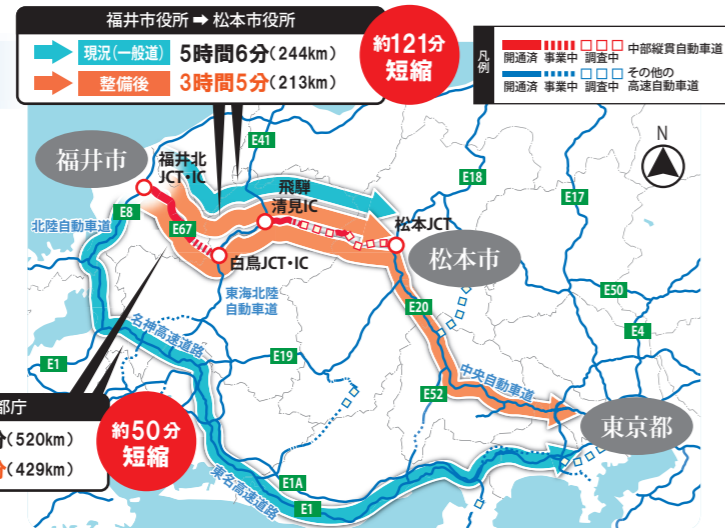 福井市役所➡松本市役所
現況(一般道) 5時間6分(244km)
整備後 3時間5分(213km)
約121分
短縮
凡例
開通済 事業中 調査中 中部縦貫自動車道
開通済 事業中 調査中 その他の
高速自動車道
N
福井市
福井北
JCT・IC
E41
飛騨
清見IC
E18
E17
松本JCT
松本市
E8
北陸自動車道
E67
白鳥JCT・IC
東海北陸
自動車道
E20
E50
E4
名神高速道路
E1
E19
E52
中央自動車道
東京都
都庁
分(520km)
分(429km)
約50分
短縮
E1A
E1
東名高速道路